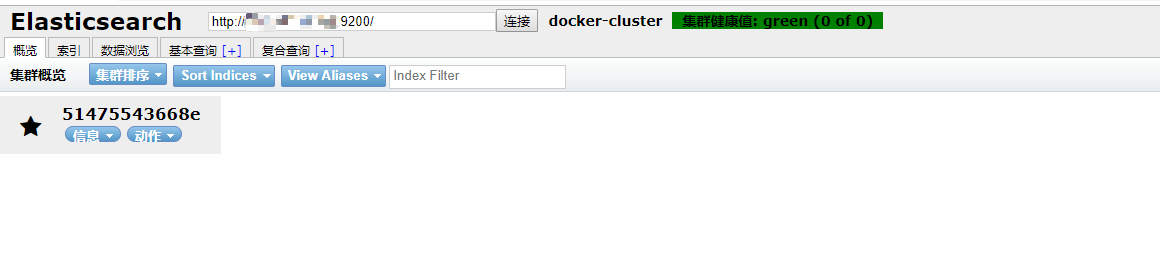 Elasticsearch http:// :9200/ 连接 docker-cluster 集群健康值: green (0 of 0)
概览 索引 数据浏览 基本查询 [+] 复合查询 [+]
集群概览 集群排序 Sort Indices View Aliases Index Filter
51475543668e
信息 动作